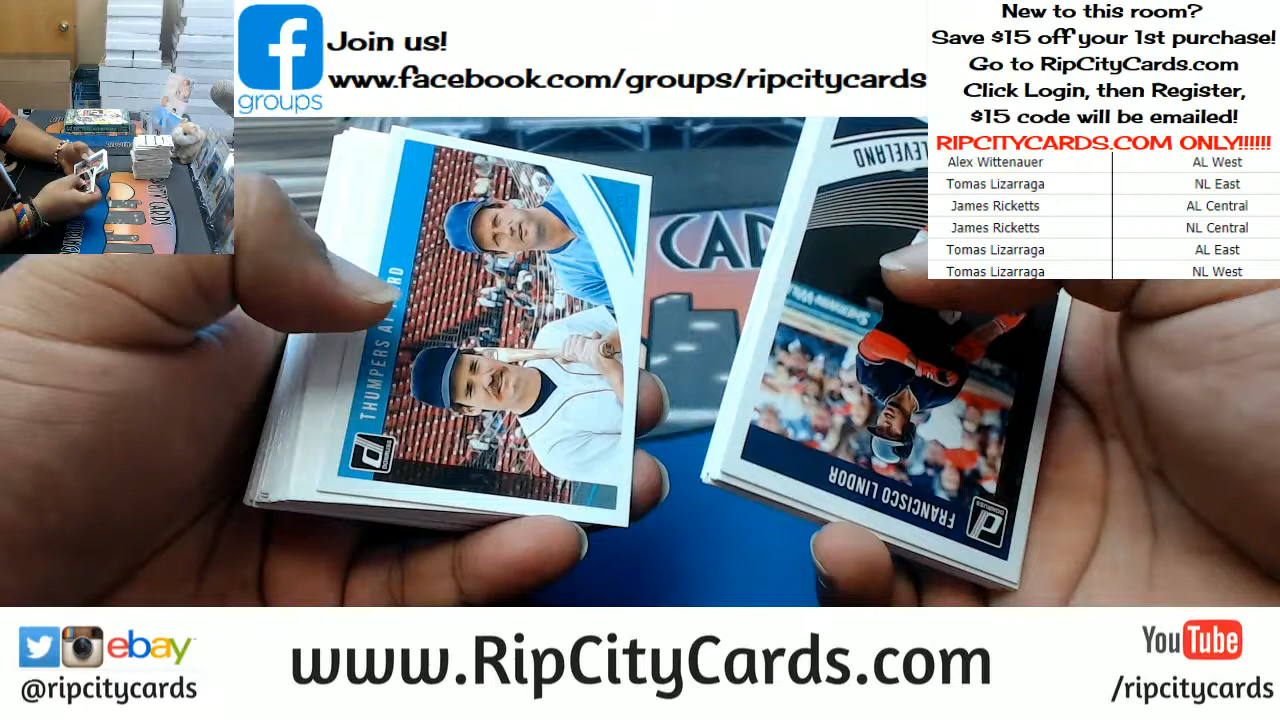 Join us!
www.facebook.com/groups/ripcitycards
groups
New to this room?
Save $15 off your 1st purchase!
Go to RipCityCards.com
Click Login, then Register,
$15 code will be emailed!
RIPCITYCARDS.COM ONLY!!!!!!
Alex Wittenauer AL West
Tomas Lizarraga NL East
James Ricketts AL Central
James Ricketts NL Central
Tomas Lizarraga AL East
Tomas Lizarraga NL West
THUMPERS
DONRUSS
FRANCISCO LINDOR
DONRUSS
ebay
@ripcitycards
www.RipCityCards.com
YouTube
/ripcitycards